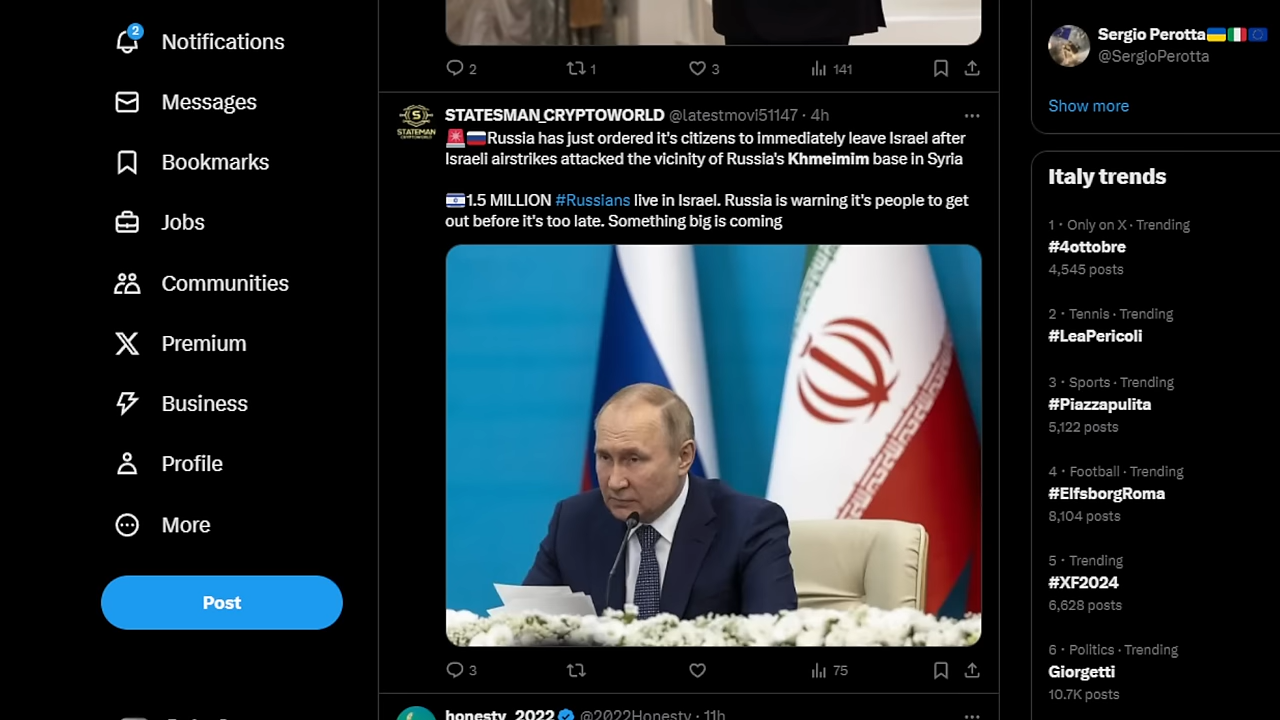 2
Notifications
Messages
Bookmarks
Jobs
Communities
Premium
Business
Profile
More
Post
2 1 3 141
STATESMAN_CRYPTOWORLD @latestmovi51147 · 4h
Russia has just ordered it's citizens to immediately leave Israel after
Israeli airstrikes attacked the vicinity of Russia's Khmeimim base in Syria
1.5 MILLION #Russians live in Israel. Russia is warning it's people to get
out before it's too late. Something big is coming
3 75
honesty_2022 @2022Honesty · 11h
Sergio Perotta
@SergioPerotta
Show more
Italy trends
1 · Only on X · Trending
#4ottobre
4,545 posts
2 · Tennis · Trending
#LeaPericoli
3 · Sports · Trending
#Piazzapulita
5,122 posts
4 · Football · Trending
#ElfsborgRoma
8,104 posts
5 · Trending
#XF2024
6,628 posts
6 · Politics · Trending
Giorgetti
10.7K posts